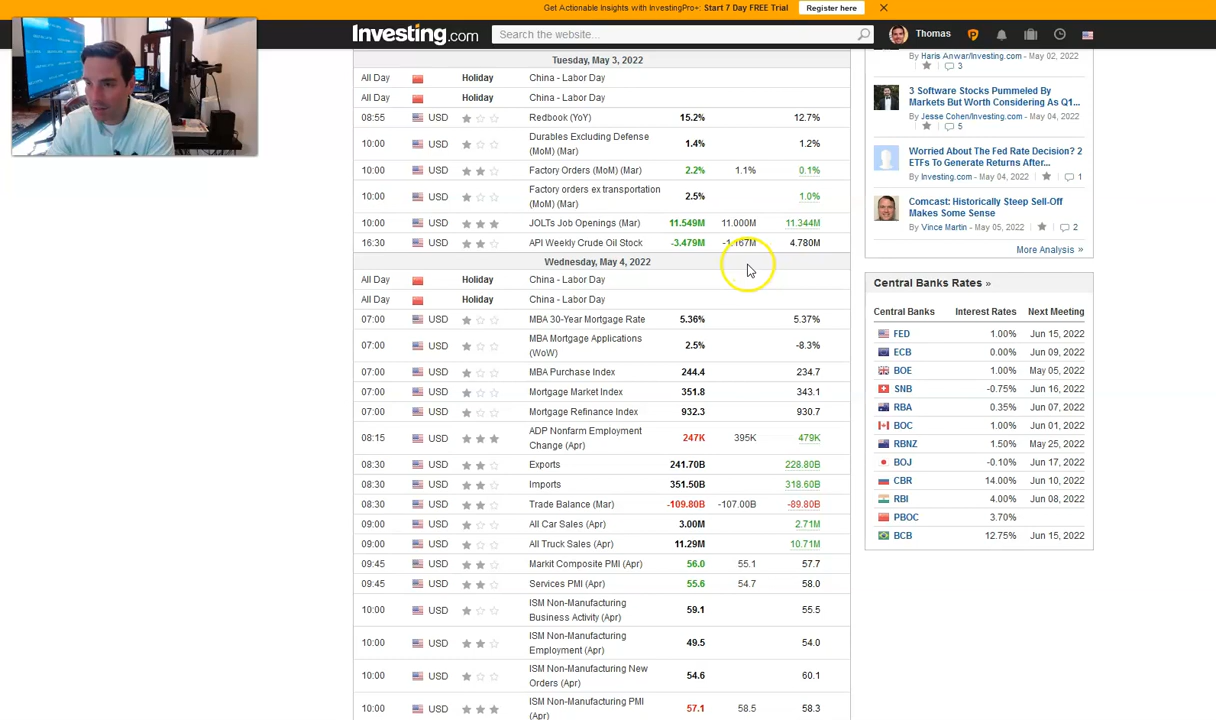 Get Actionable Insights with InvestingPro+: Start 7 DAY FREE Trial Register here
Investing.com Search the website... Thomas
Tuesday, May 3, 2022
All Day Holiday China - Labor Day
All Day Holiday China - Labor Day
08:55 USD Redbook (YoY) 15.2% 12.7%
10:00 USD Durables Excluding Defense (MoM) (Mar) 1.4% 1.2%
10:00 USD Factory Orders (MoM) (Mar) 2.2% 1.1% 0.1%
10:00 USD Factory orders ex transportation (MoM) (Mar) 2.5% 1.0%
10:00 USD JOLTs Job Openings (Mar) 11.549M 11.000M 11.344M
16:30 USD API Weekly Crude Oil Stock -3.479M -1.167M 4.780M
Wednesday, May 4, 2022
All Day Holiday China - Labor Day
All Day Holiday China - Labor Day
07:00 USD MBA 30-Year Mortgage Rate 5.36% 5.37%
07:00 USD MBA Mortgage Applications (WoW) 2.5% -8.3%
07:00 USD MBA Purchase Index 244.4 234.7
07:00 USD Mortgage Market Index 351.8 343.1
07:00 USD Mortgage Refinance Index 932.3 930.7
08:15 USD ADP Nonfarm Employment Change (Apr) 247K 395K 479K
08:30 USD Exports 241.70B 228.80B
08:30 USD Imports 351.50B 318.60B
08:30 USD Trade Balance (Mar) -109.80B -107.00B -89.80B
09:00 USD All Car Sales (Apr) 3.00M 2.71M
09:00 USD All Truck Sales (Apr) 11.29M 10.71M
09:45 USD Markit Composite PMI (Apr) 56.0 55.1 57.7
09:45 USD Services PMI (Apr) 55.6 54.7 58.0
10:00 USD ISM Non-Manufacturing Business Activity (Apr) 59.1 55.5
10:00 USD ISM Non-Manufacturing Employment (Apr) 49.5 54.0
10:00 USD ISM Non-Manufacturing New Orders (Apr) 54.6 60.1
10:00 USD ISM Non-Manufacturing PMI (Apr) 57.1 58.5 58.3
By Haris Anwar/Investing.com - May 02, 2022
3
3 Software Stocks Pummeled By
Markets But Worth Considering As Q1...
By Jesse Cohen/Investing.com - May 04, 2022
5
Worried About The Fed Rate Decision? 2
ETFs To Generate Returns After...
By Investing.com - May 04, 2022 1
Comcast: Historically Steep Sell-Off
Makes Some Sense
By Vince Martin - May 05, 2022 2
More Analysis »
Central Banks Rates »
Central Banks Interest Rates Next Meeting
FED 1.00% Jun 15, 2022
ECB 0.00% Jun 09, 2022
BOE 1.00% May 05, 2022
SNB -0.75% Jun 16, 2022
RBA 0.35% Jun 07, 2022
BOC 1.00% Jun 01, 2022
RBNZ 1.50% May 25, 2022
BOJ -0.10% Jun 17, 2022
CBR 14.00% Jun 10, 2022
RBI 4.00% Jun 08, 2022
PBOC 3.70%
BCB 12.75% Jun 15, 2022